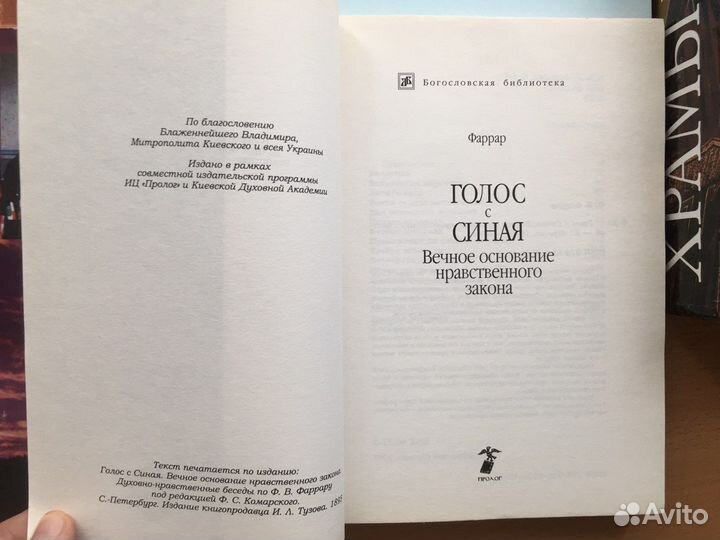 По благословению
Блаженнейшего Владимира,
Митрополита Киевского и всея Украины
Издано в рамках
совместной издательской программы
ИЦ «Пролог» и Киевской Духовной Академии
Текст печатается по изданию:
Голос с Синая. Вечное основание нравственного закона.
Духовно-нравственные беседы по Ф. В. Фаррару
под редакцией Ф. С. Комарского.
С.-Петербург. Издание книгопродавца И. Л. Тузова.
Богословская библиотека
Фаррар
ГОЛОС
с
СИНАЯ
Вечное основание
нравственного
закона
ПРОЛОГ
ХРАМЫ
Avito